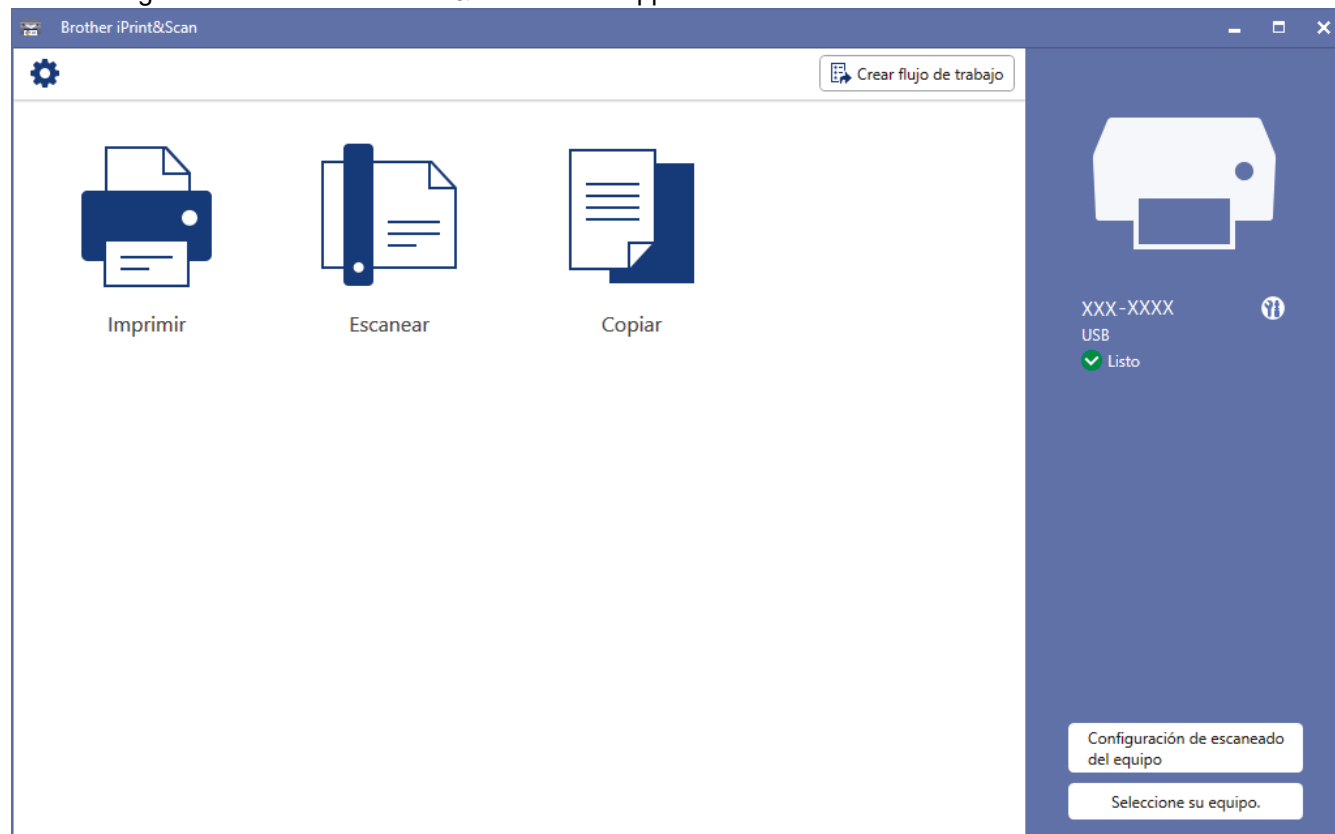 Brother iPrint&Scan
Crear flujo de trabajo
Imprimir
Escanear
Copiar
XXX-XXXX
USB
Listo
Configuración de escaneado
del equipo
Seleccione su equipo.